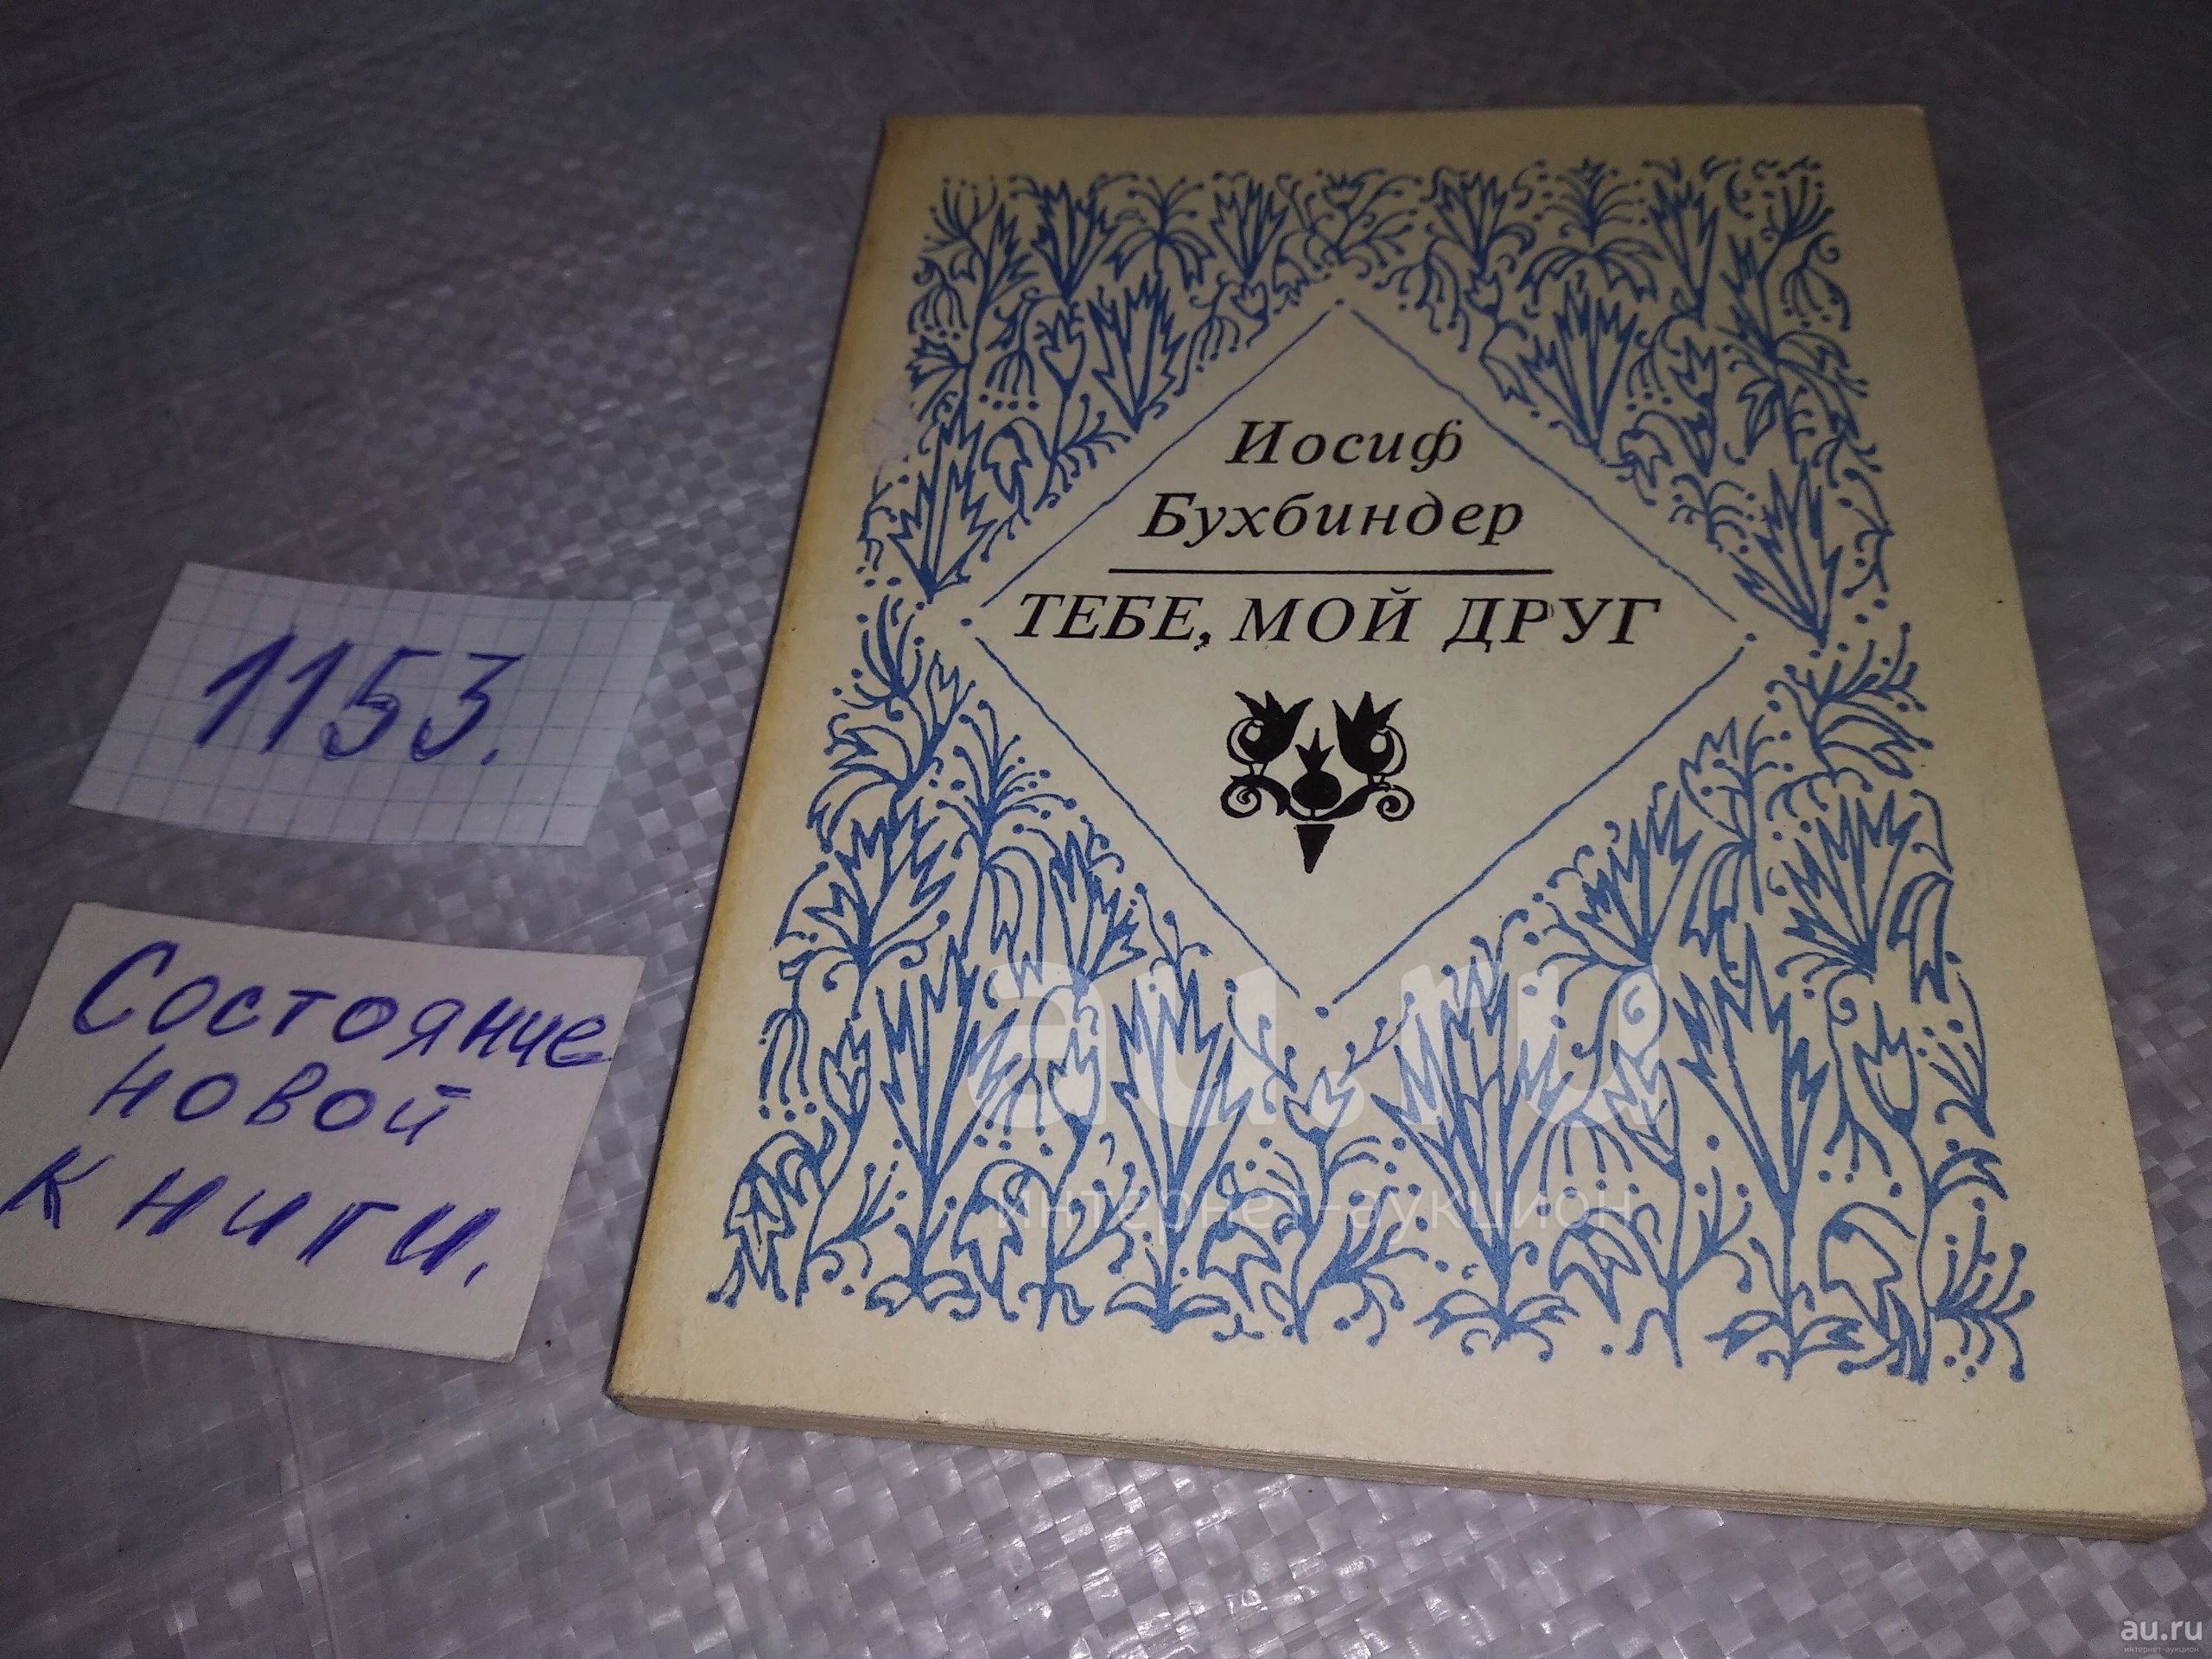 Иосиф
Бухбиндер
ТЕБЕ, МОЙ ДРУГ
1153.
Состояние
новой
книги.
au.ru
интернет-аукцион
au.ru
интернет-аукцион